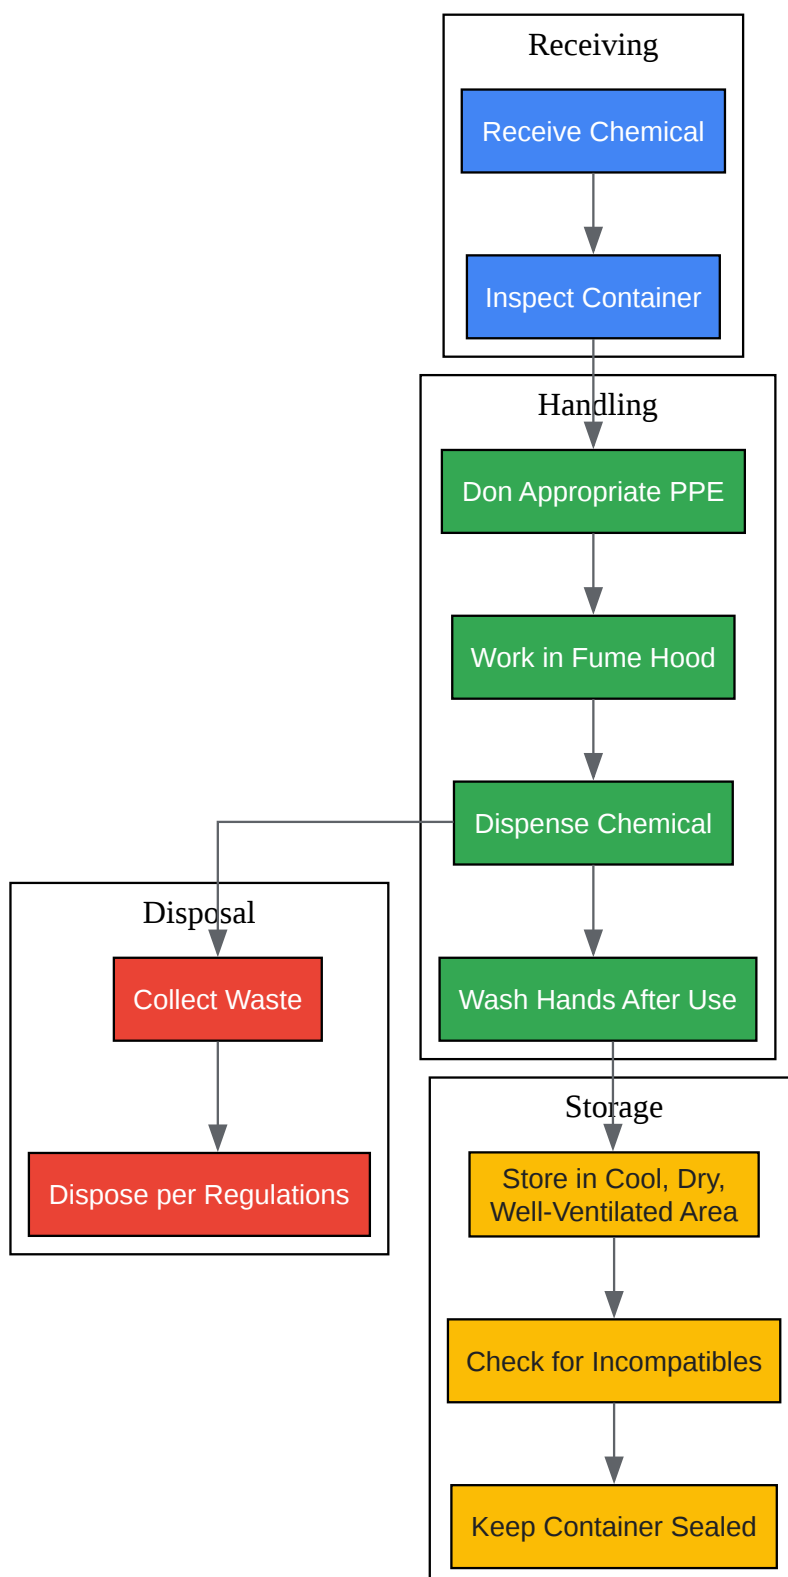 Receiving
Receive Chemical
Inspect Container
Handling
Don Appropriate PPE
Work in Fume Hood
Dispense Chemical
Wash Hands After Use
Disposal
Collect Waste
Dispose per Regulations
Storage
Store in Cool, Dry,
Well-Ventilated Area
Check for Incompatibles
Keep Container Sealed